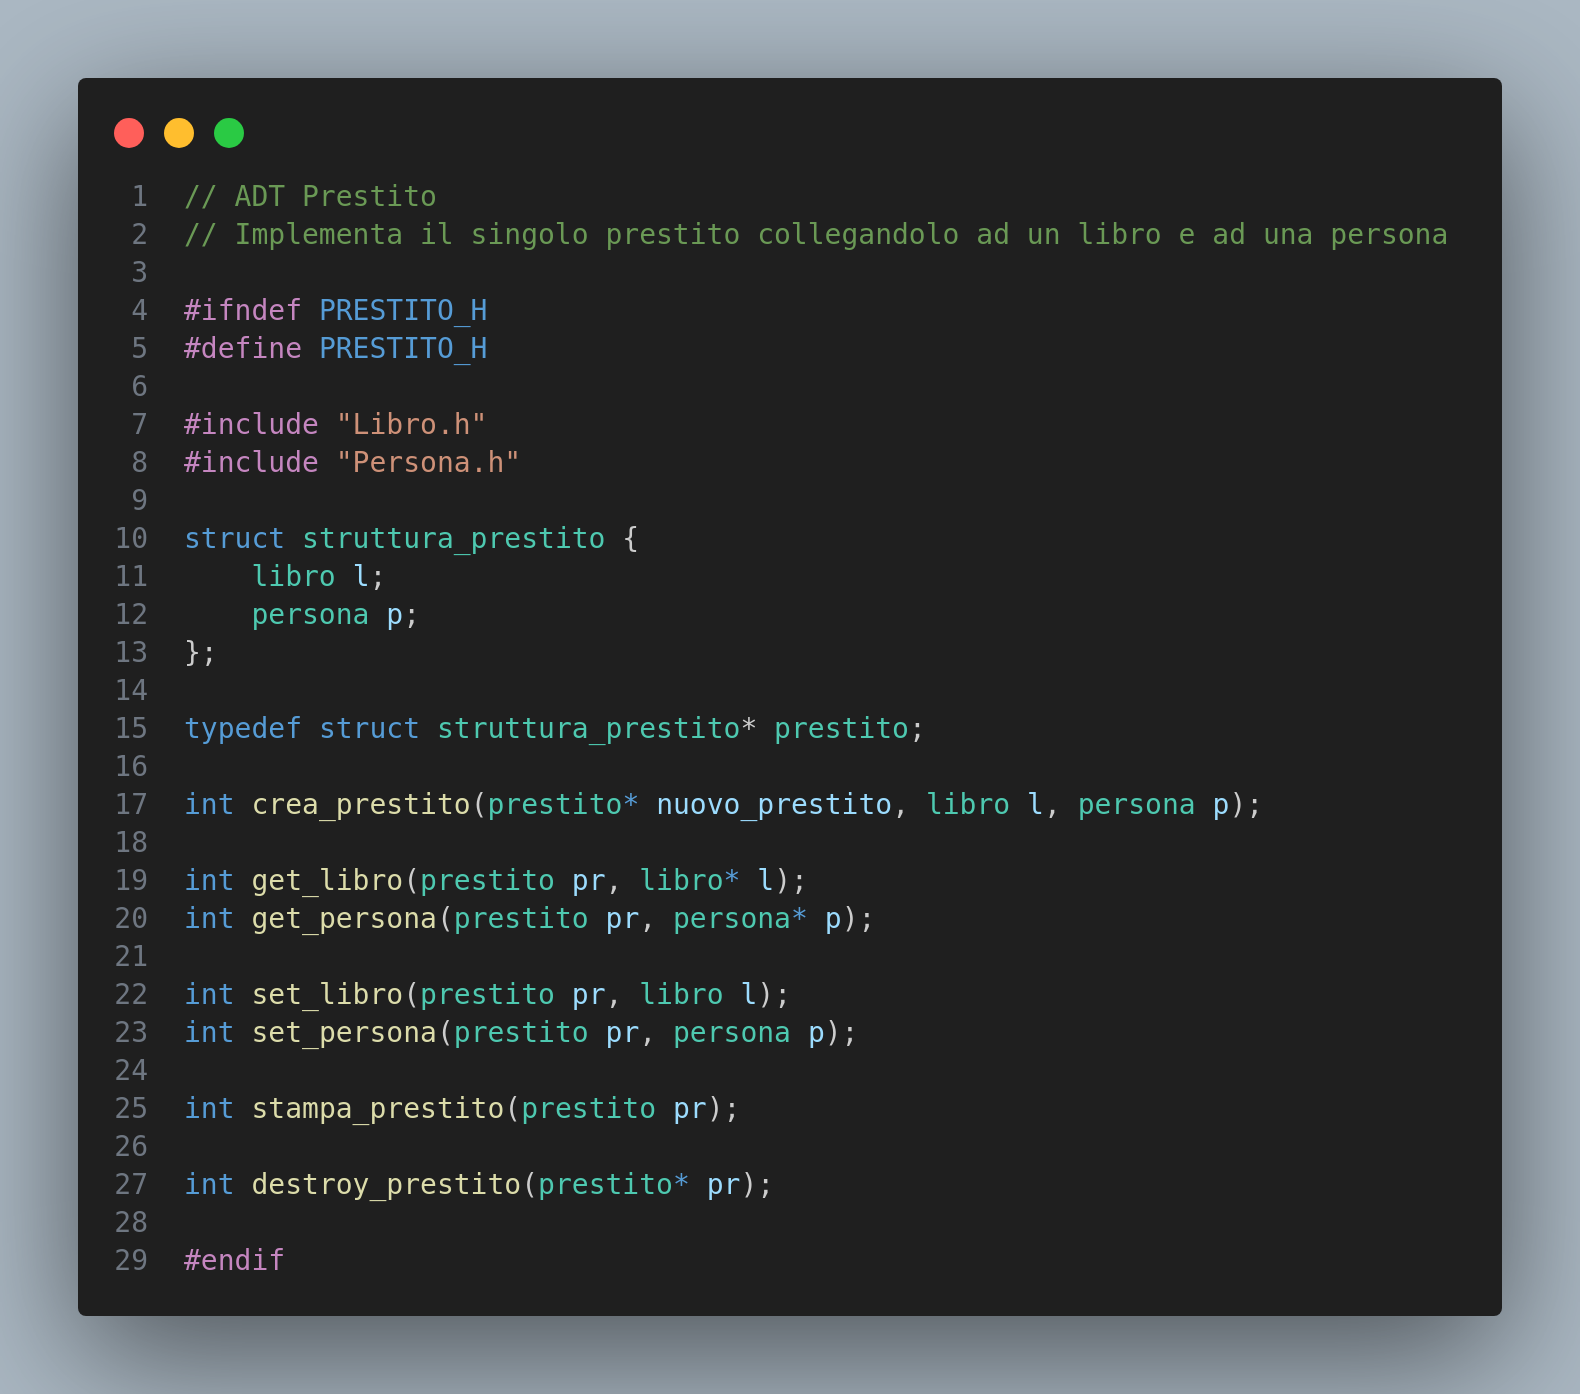 1 // ADT Prestito
2 // Implementa il singolo prestito collegandolo ad un libro e ad una persona
3
4 #ifndef PRESTITO_H
5 #define PRESTITO_H
6
7 #include "Libro.h"
8 #include "Persona.h"
9
10 struct struttura_prestito {
11     libro l;
12     persona p;
13 };
14
15 typedef struct struttura_prestito* prestito;
16
17 int crea_prestito(prestito* nuovo_prestito, libro l, persona p);
18
19 int get_libro(prestito pr, libro* l);
20 int get_persona(prestito pr, persona* p);
21
22 int set_libro(prestito pr, libro l);
23 int set_persona(prestito pr, persona p);
24
25 int stampa_prestito(prestito pr);
26
27 int destroy_prestito(prestito* pr);
28
29 #endif